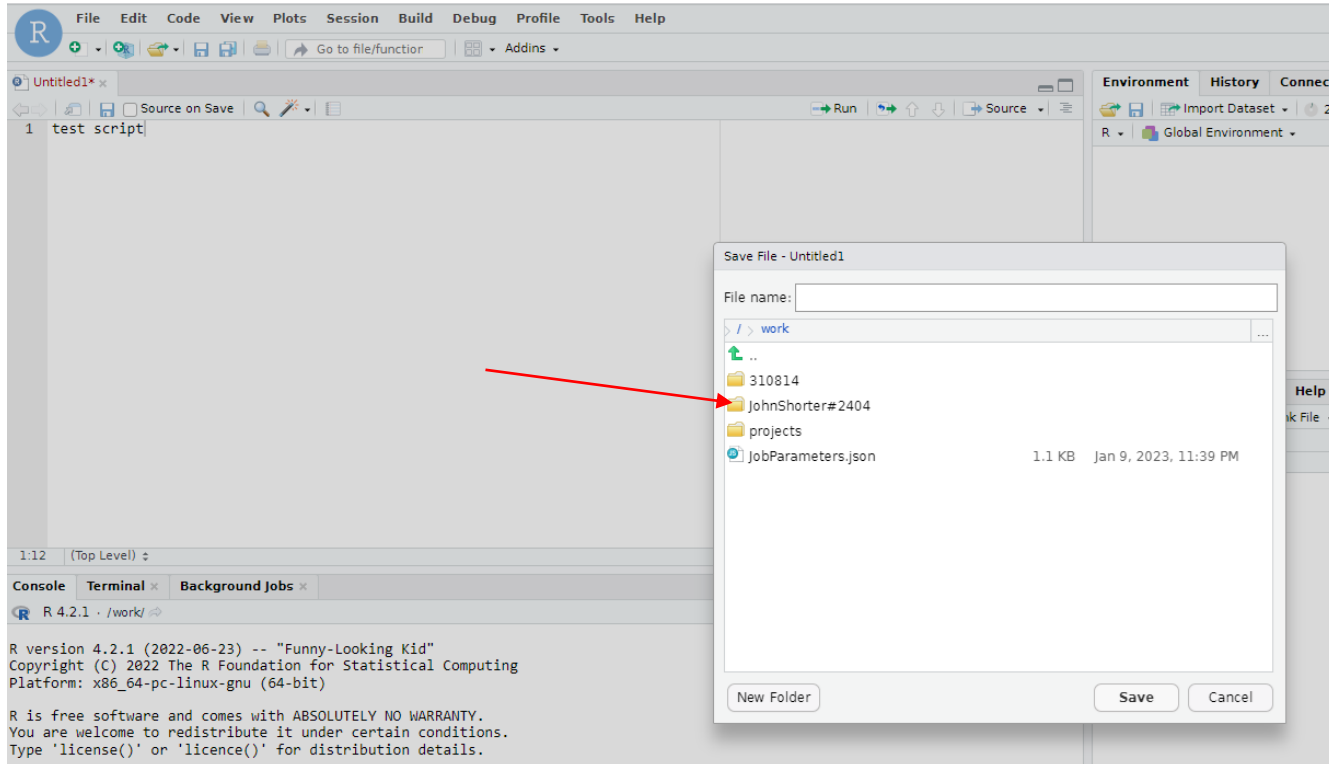 File Edit Code View Plots Session Build Debug Profile Tools Help
R
Go to file/functior Addins
Untitled1*
Source on Save Run Source
1 test script
1:12 (Top Level)
Console Terminal Background Jobs
R 4.2.1 · /work/
R version 4.2.1 (2022-06-23) -- "Funny-Looking Kid"
Copyright (C) 2022 The R Foundation for Statistical Computing
Platform: x86_64-pc-linux-gnu (64-bit)
R is free software and comes with ABSOLUTELY NO WARRANTY.
You are welcome to redistribute it under certain conditions.
Type 'license()' or 'licence()' for distribution details.
Environment History Connec
Import Dataset 2
R Global Environment
Help
k File
Save File - Untitled1
File name:
/ work
...
..
310814
JohnShorter#2404
projects
JobParameters.json 1.1 KB Jan 9, 2023, 11:39 PM
New Folder Save Cancel